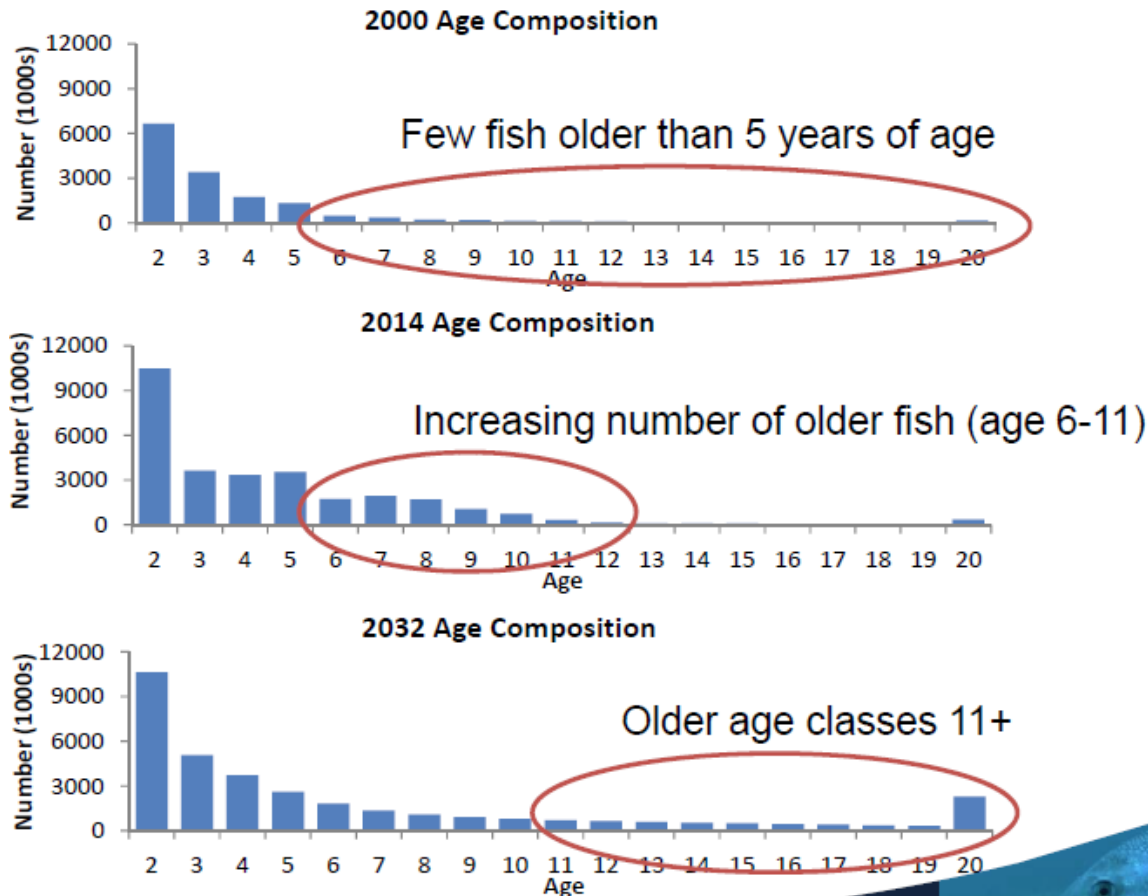 2000 Age Composition
Number (1000s)
12000
9000
6000
3000
0
Few fish older than 5 years of age
2 3 4 5 6 7 8 9 10 11 12 13 14 15 16 17 18 19 20
Age
2014 Age Composition
Number (1000s)
12000
9000
6000
3000
0
Increasing number of older fish (age 6-11)
2 3 4 5 6 7 8 9 10 11 12 13 14 15 16 17 18 19 20
Age
2032 Age Composition
Number (1000s)
12000
9000
6000
3000
0
Older age classes 11+
2 3 4 5 6 7 8 9 10 11 12 13 14 15 16 17 18 19 20
Age